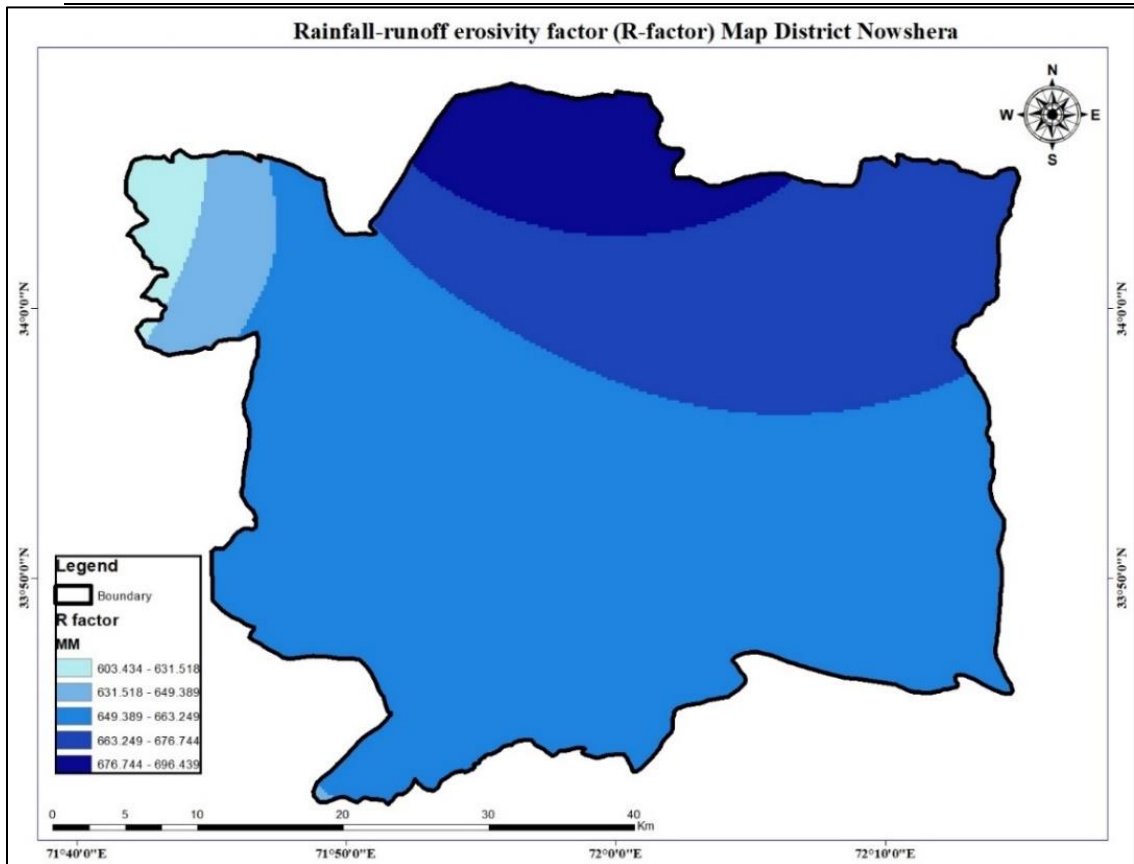 Rainfall-runoff erosivity factor (R-factor) Map District Nowshera
N
W E
S
34°0'0"N 34°0'0"N
33°50'0"N 33°50'0"N
Legend
Boundary
R factor
MM
603.434 - 631.518
631.518 - 649.389
649.389 - 663.249
663.249 - 676.744
676.744 - 696.439
0 5 10 20 30 40
Km
71°40'0"E 71°50'0"E 72°0'0"E 72°10'0"E